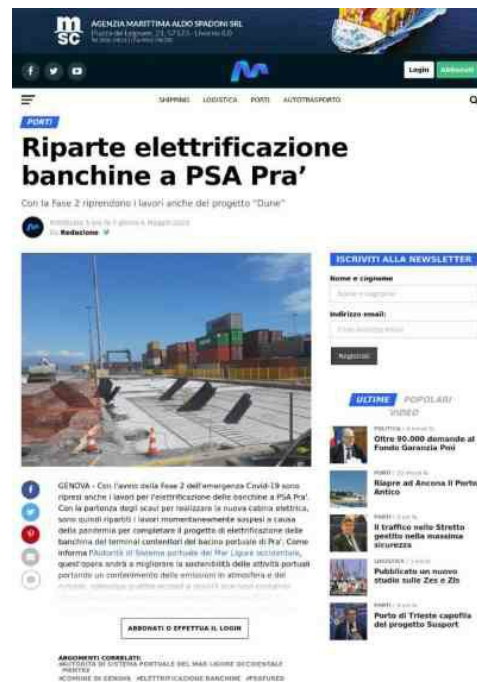 msc
AGENZIA MARITTIMA ALDO SPADONI SRL
Login
Abbonati
SHIPPING LOGISTICA PORTI AUTOTRASPORTO
PORTI
Riparte elettrificazione
banchine a PSA Pra'
Con la Fase 2 riprendono i lavori anche del progetto "Dune"
Redazione
ISCRIVITI ALLA NEWSLETTER
Nome e cognome
Nome e cognome
Indirizzo email:
Registrati
ULTIME POPOLARI
VIDEO
POLITICA
Oltre 90.000 domande al
Fondo Garanzia Pmi
PORTI
Riapre ad Ancona il Porto
Antico
PORTI
Il traffico nello Stretto
gestito nella massima
sicurezza
LOGISTICA
Pubblicato un nuovo
studio sulle Zes e Zls
PORTI
Porto di Trieste capofila
del progetto Susport
GENOVA - Con l'avvio della Fase 2 dell'emergenza Covid-19 sono
ripresi anche i lavori per l'elettrificazione delle banchine a PSA Pra'.
Con la partenza degli scavi per realizzare la nuova cabina elettrica,
sono quindi ripartiti i lavori momentaneamente sospesi a causa
della pandemia per completare il progetto di elettrificazione delle
banchina del terminal contenitori del bacino portuale di Pra'. Come
informa l'Autorità di Sistema portuale del Mar Ligure occidentale,
quest'opera andrà a migliorare la sostenibilità delle attività portuali
portando un contenimento delle emissioni in atmosfera e del
ABBONATI O EFFETTUA IL LOGIN
ARGOMENTI CORRELATI:
#AUTORITÀ DI SISTEMA PORTUALE DEL MAR LIGURE OCCIDENTALE
#COMUNE DI GENOVA #ELETTRIFICAZIONE BANCHINE #FEATURED